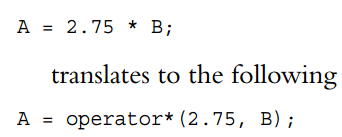 A = 2.75 * B;
translates to the following
A = operator*(2.75, B);